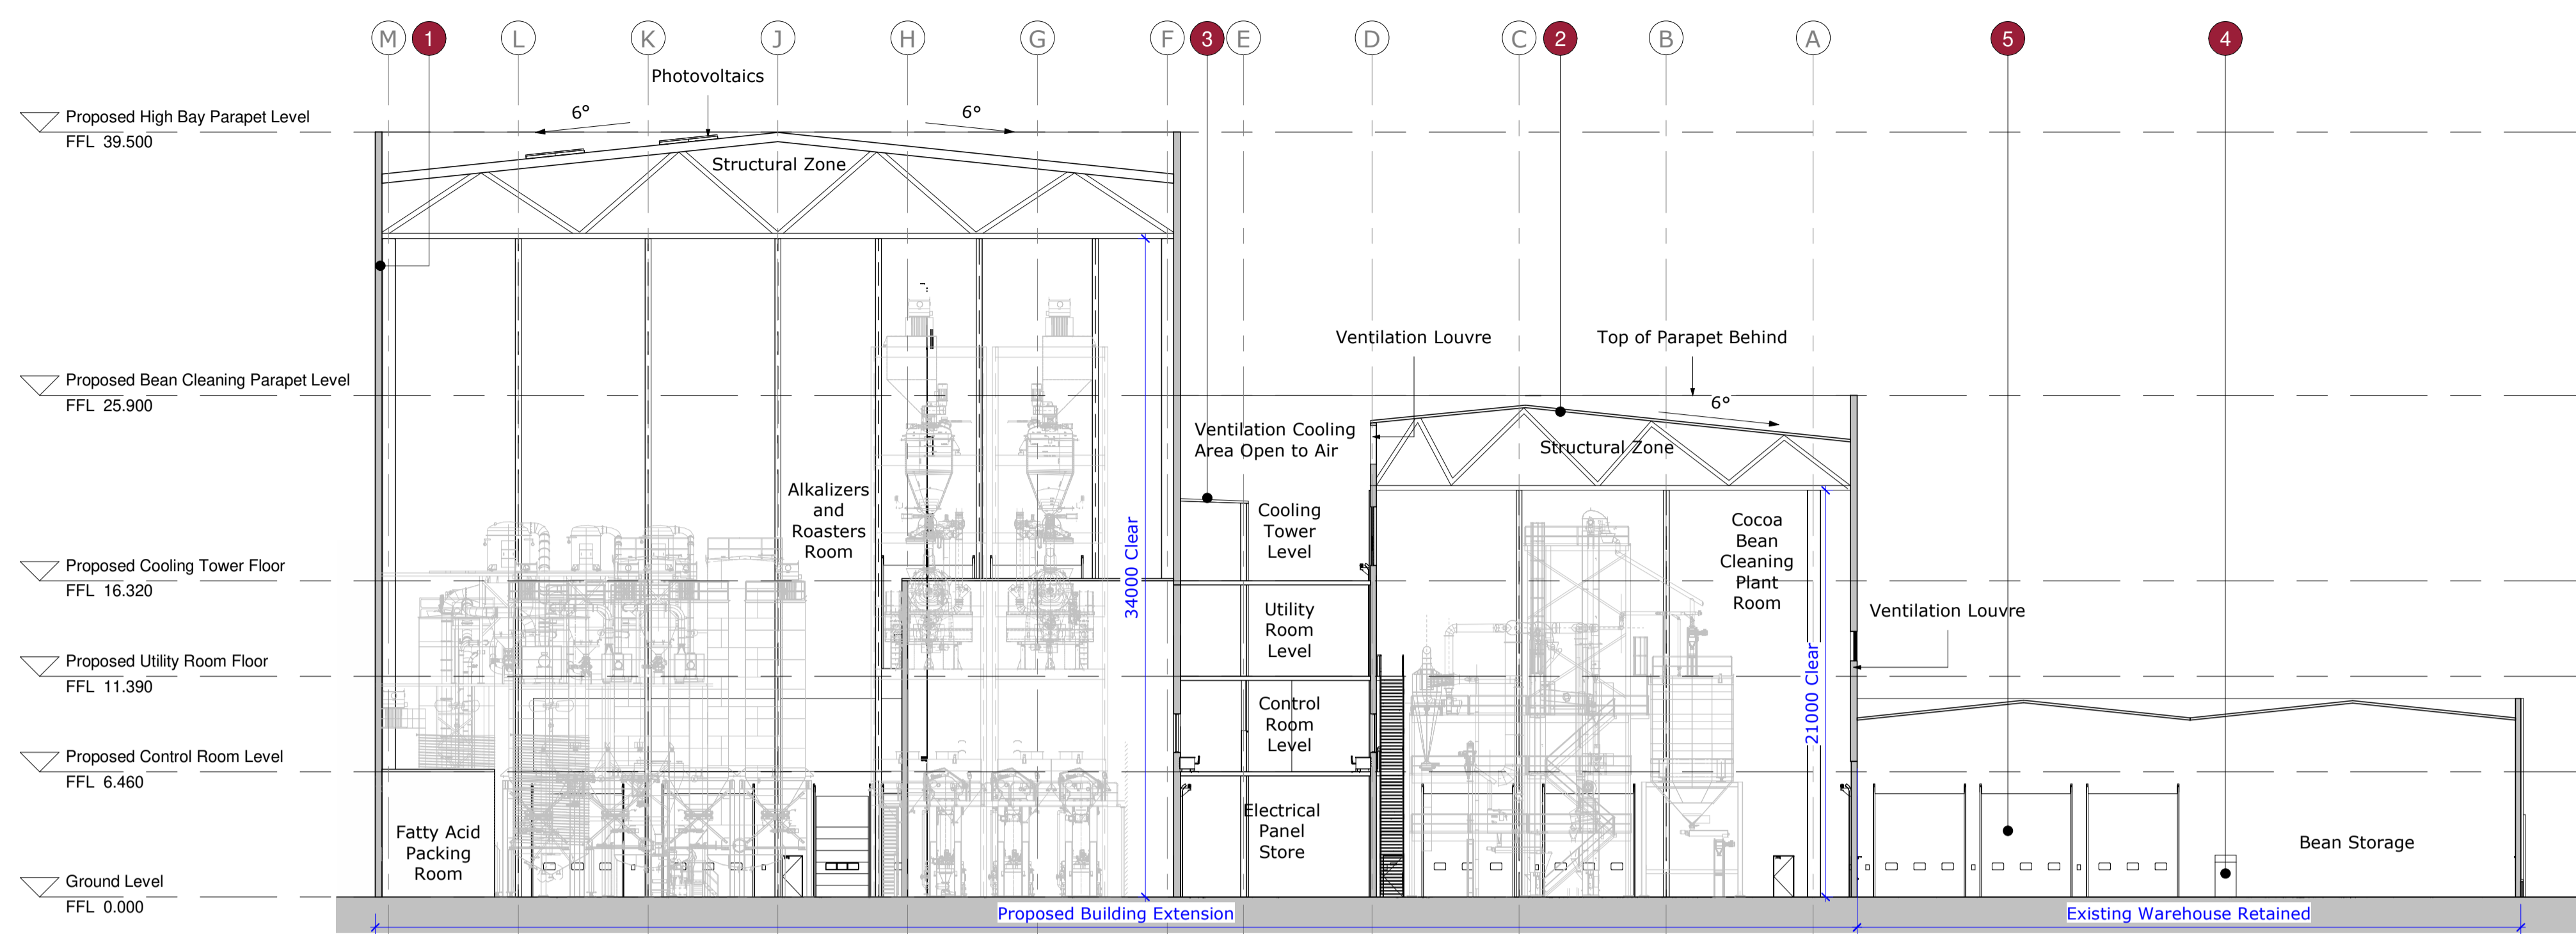 M
1
L
K
J
H
G
F
3
E
D
C
2
B
A
5
4
Photovoltaics
6°
6°
Proposed High Bay Parapet Level
FFL 39.500
Structural Zone
Ventilation Louvre
Top of Parapet Behind
Proposed Bean Cleaning Parapet Level
FFL 25.900
6°
Ventilation Cooling
Area Open to Air
Structural Zone
Alkalizers
and
Roasters
Room
34000 Clear
Cooling
Tower
Level
Cocoa
Bean
Cleaning
Plant
Room
Proposed Cooling Tower Floor
FFL 16.320
Utility
Room
Level
Ventilation Louvre
21000 Clear
Proposed Utility Room Floor
FFL 11.390
Control
Room
Level
Proposed Control Room Level
FFL 6.460
Fatty Acid
Packing
Room
Electrical
Panel
Store
Bean Storage
Ground Level
FFL 0.000
Proposed Building Extension
Existing Warehouse Retained